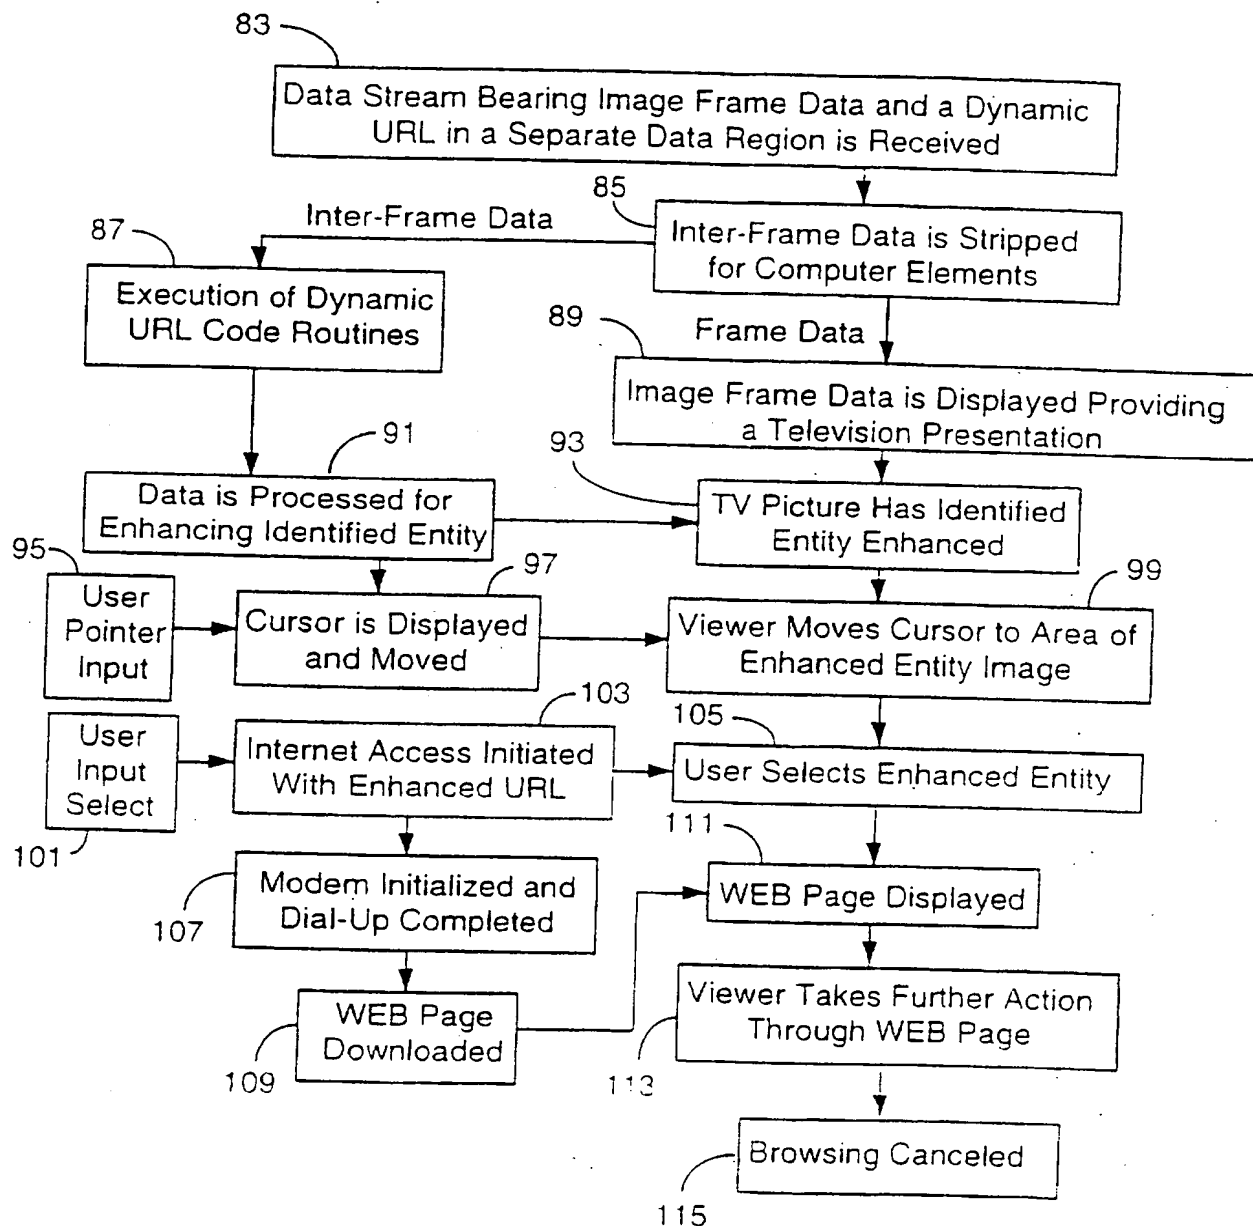 83
Data Stream Bearing Image Frame Data and a Dynamic
URL in a Separate Data Region is Received
85
Inter-Frame Data
87
Inter-Frame Data is Stripped
for Computer Elements
Execution of Dynamic
URL Code Routines
89
Frame Data
Image Frame Data is Displayed Providing
a Television Presentation
91
93
Data is Processed for
Enhancing Identified Entity
TV Picture Has Identified
Entity Enhanced
95
97
99
User
Pointer
Input
Cursor is Displayed
and Moved
Viewer Moves Cursor to Area of
Enhanced Entity Image
103
105
User
Input
Select
Internet Access Initiated
With Enhanced URL
User Selects Enhanced Entity
101
111
Modem Initialized and
Dial-Up Completed
107
WEB Page Displayed
WEB Page
Downloaded
109
Viewer Takes Further Action
Through WEB Page
113
Browsing Canceled
115